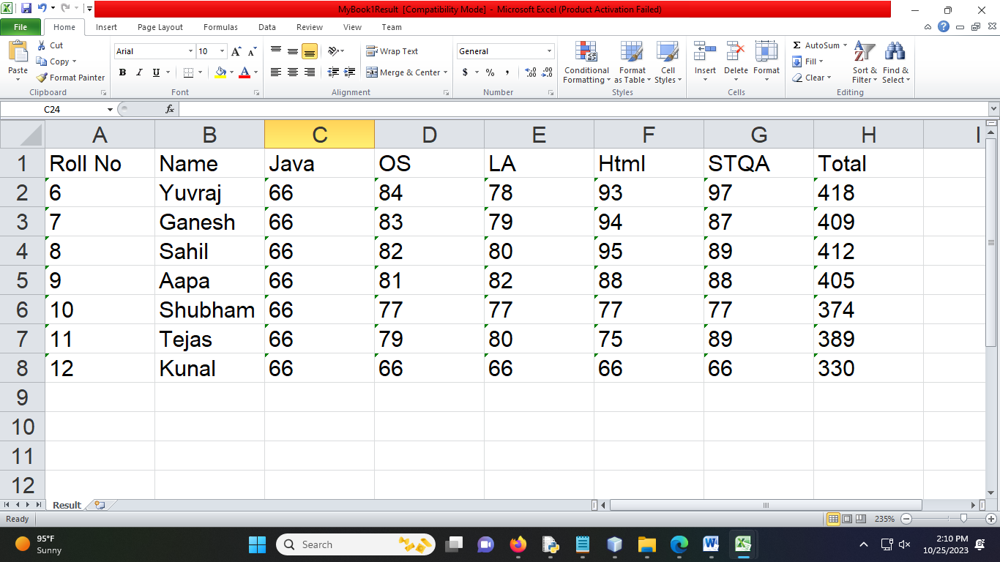 MyBook1Result [Compatibility Mode] - Microsoft Excel (Product Activation Failed)
File Home Insert Page Layout Formulas Data Review View Team
Paste Cut Copy Format Painter
Clipboard
Arial 10
B I U A
Font
Wrap Text
Merge & Center
Alignment
General
$ % ,
Number
Conditional Formatting Format as Table Cell Styles
Styles
Insert Delete Format
Cells
Σ AutoSum Fill Clear Sort & Filter Find & Select
Editing
C24 fx
A B C D E F G H I
1 Roll No Name Java OS LA Html STQA Total
2 6 Yuvraj 66 84 78 93 97 418
3 7 Ganesh 66 83 79 94 87 409
4 8 Sahil 66 82 80 95 89 412
5 9 Aapa 66 81 82 88 88 405
6 10 Shubham 66 77 77 77 77 374
7 11 Tejas 66 79 80 75 89 389
8 12 Kunal 66 66 66 66 66 330
9
10
11
12
Result
Ready 235%
95°F
Sunny
Search
2:10 PM
10/25/2023